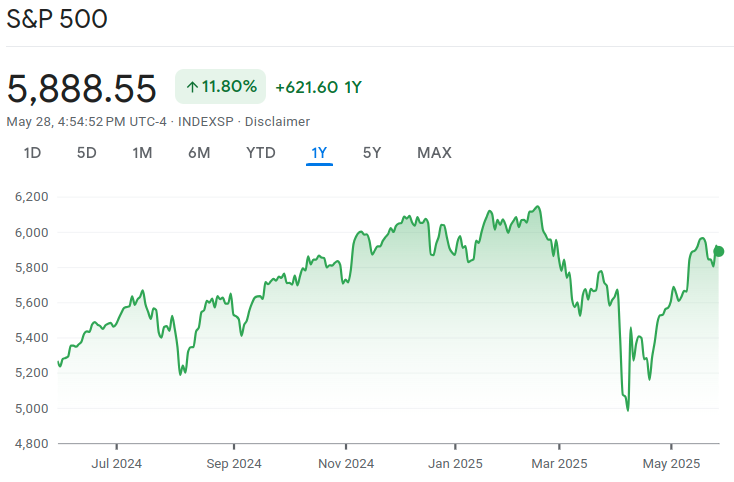 S&P 500
5,888.55 ↑ 11.80% +621.60 1Y
May 28, 4:54:52 PM UTC-4 · INDEXSP · Disclaimer
1D 5D 1M 6M YTD 1Y 5Y MAX
6,200
6,000
5,800
5,600
5,400
5,200
5,000
4,800
Jul 2024 Sep 2024 Nov 2024 Jan 2025 Mar 2025 May 2025